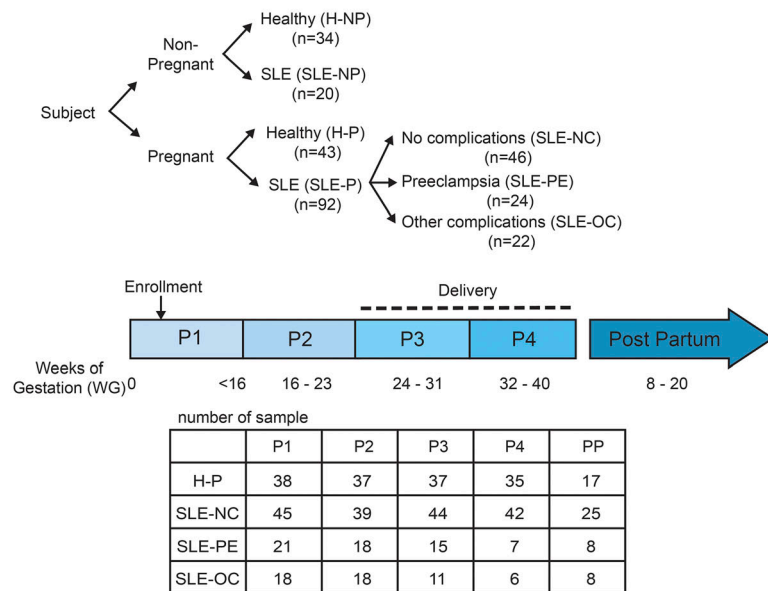 Healthy (H-NP)
(n=34)
Non-
Pregnant
SLE (SLE-NP)
(n=20)
Subject
Healthy (H-P)
(n=43)
No complications (SLE-NC)
(n=46)
Pregnant
SLE (SLE-P)
(n=92)
Preeclampsia (SLE-PE)
(n=24)
Other complications (SLE-OC)
(n=22)
Enrollment
Delivery
P1 P2 P3 P4 Post Partum
Weeks of
Gestation (WG)
0 <16 16 - 23 24 - 31 32 - 40 8 - 20
number of sample
P1 P2 P3 P4 PP
H-P 38 37 37 35 17
SLE-NC 45 39 44 42 25
SLE-PE 21 18 15 7 8
SLE-OC 18 18 11 6 8